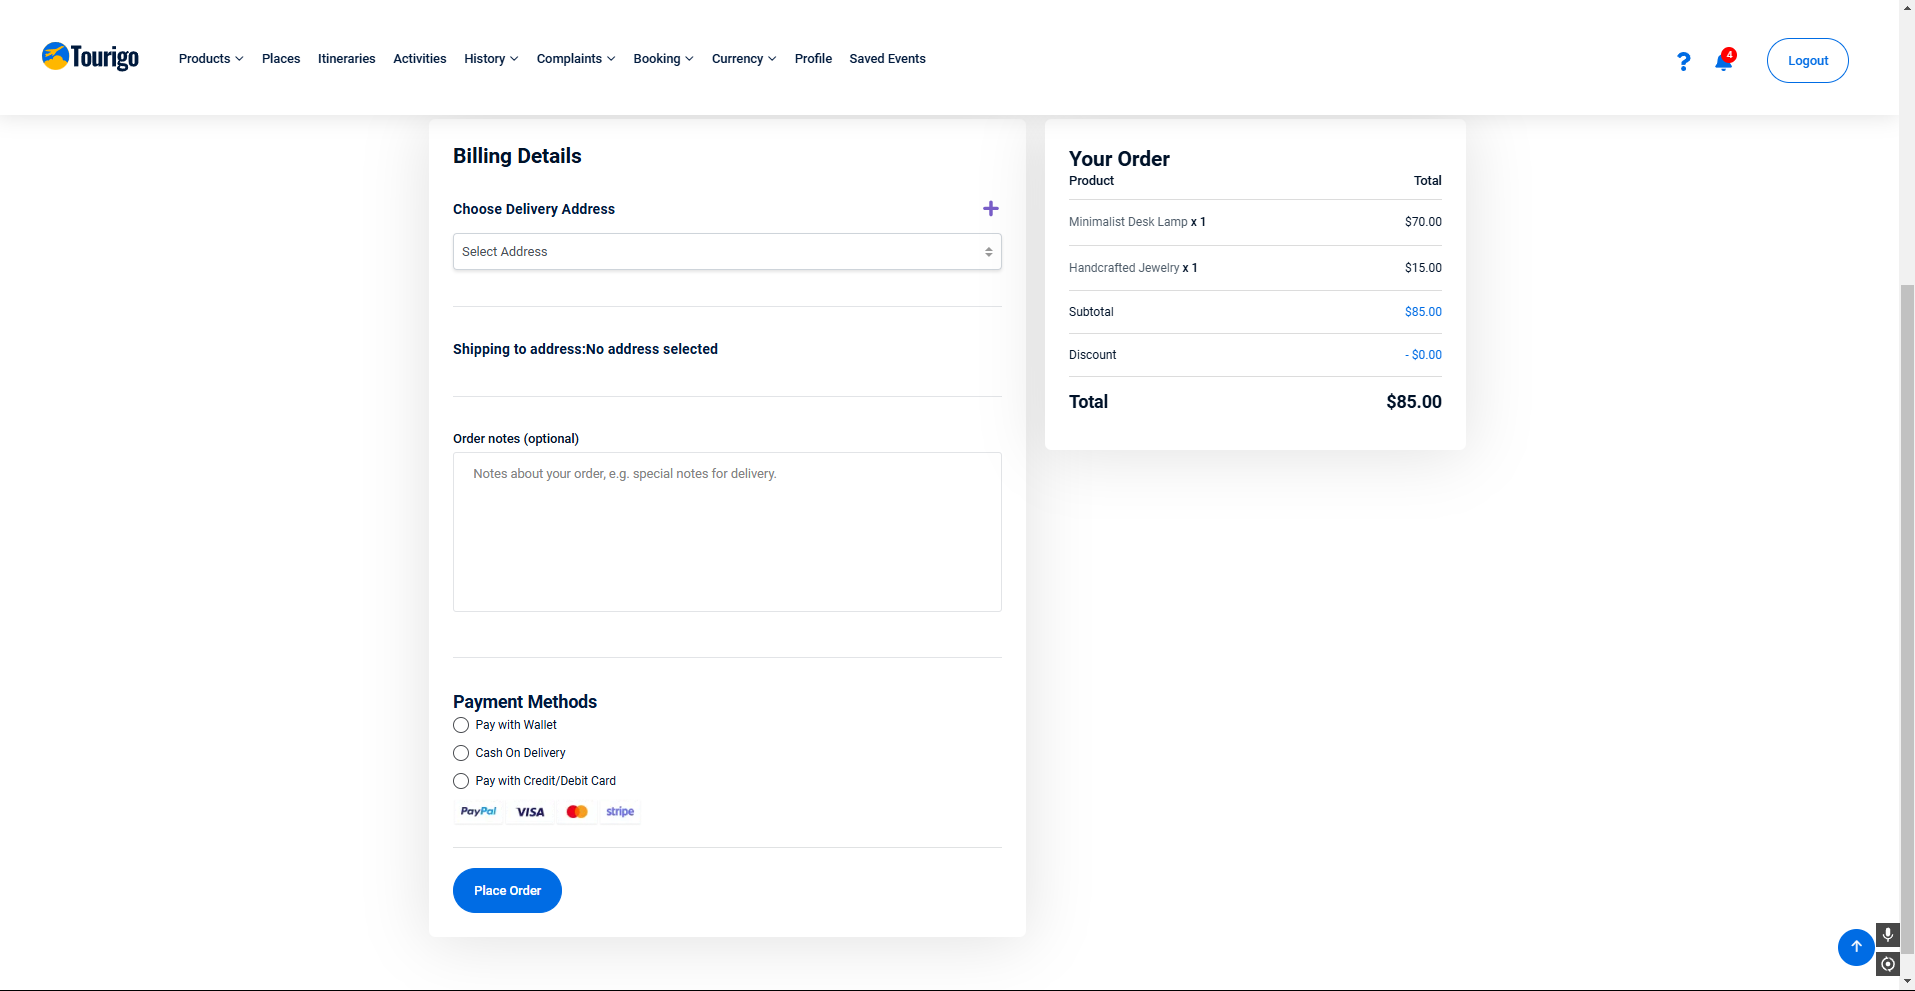 Tourigo
Products Places Itineraries Activities History Complaints Booking Currency Profile Saved Events
? 4 Logout
Billing Details
Choose Delivery Address +
Select Address
Shipping to address:No address selected
Order notes (optional)
Notes about your order, e.g. special notes for delivery.
Payment Methods
Pay with Wallet
Cash On Delivery
Pay with Credit/Debit Card
PayPal VISA stripe
Place Order
Your Order
Product Total
Minimalist Desk Lamp x 1 $70.00
Handcrafted Jewelry x 1 $15.00
Subtotal $85.00
Discount - $0.00
Total $85.00